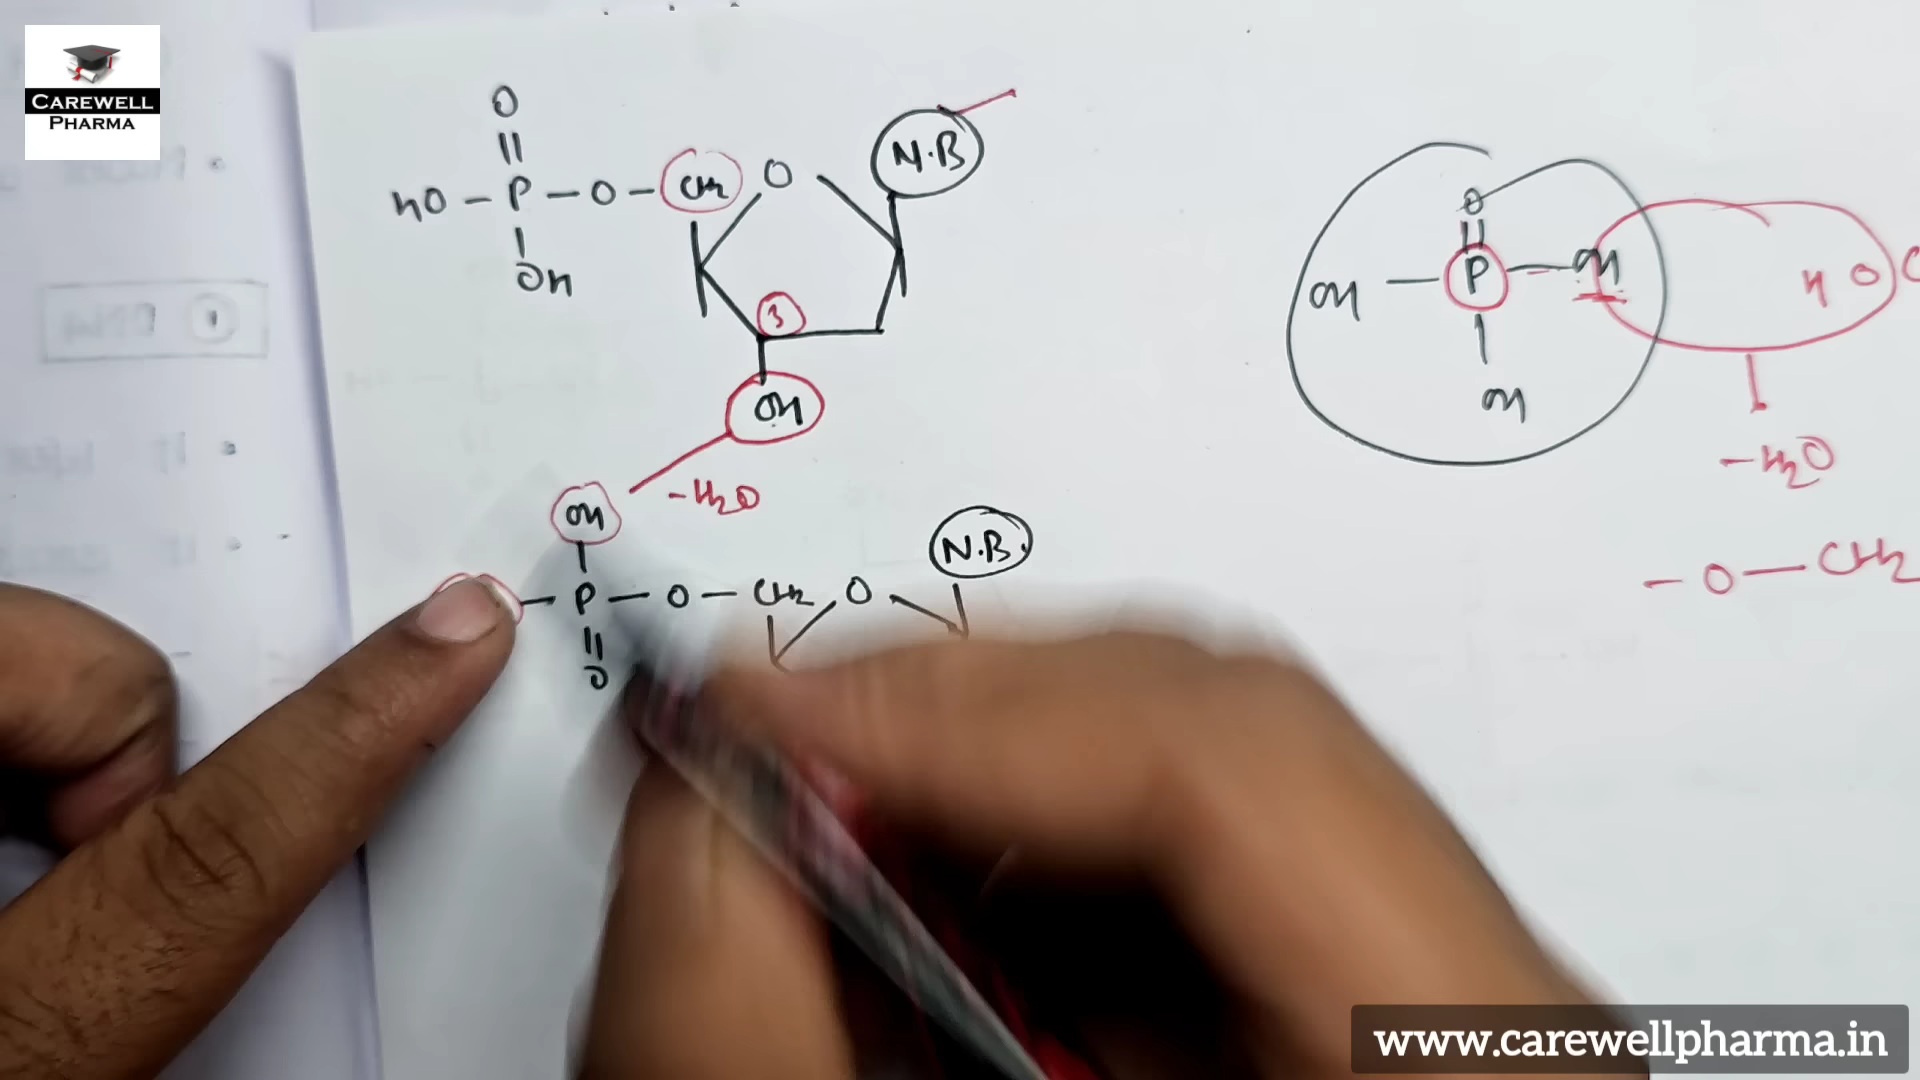 CAREWELL
PHARMA
O
HO - P - O - CH2 O N.B
OH
3
OH
- H2O
OH
P - O - CH2 O N.B.
O
O
OH - P - OH H O
OH
- H2O
- O - CH2
www.carewellpharma.in